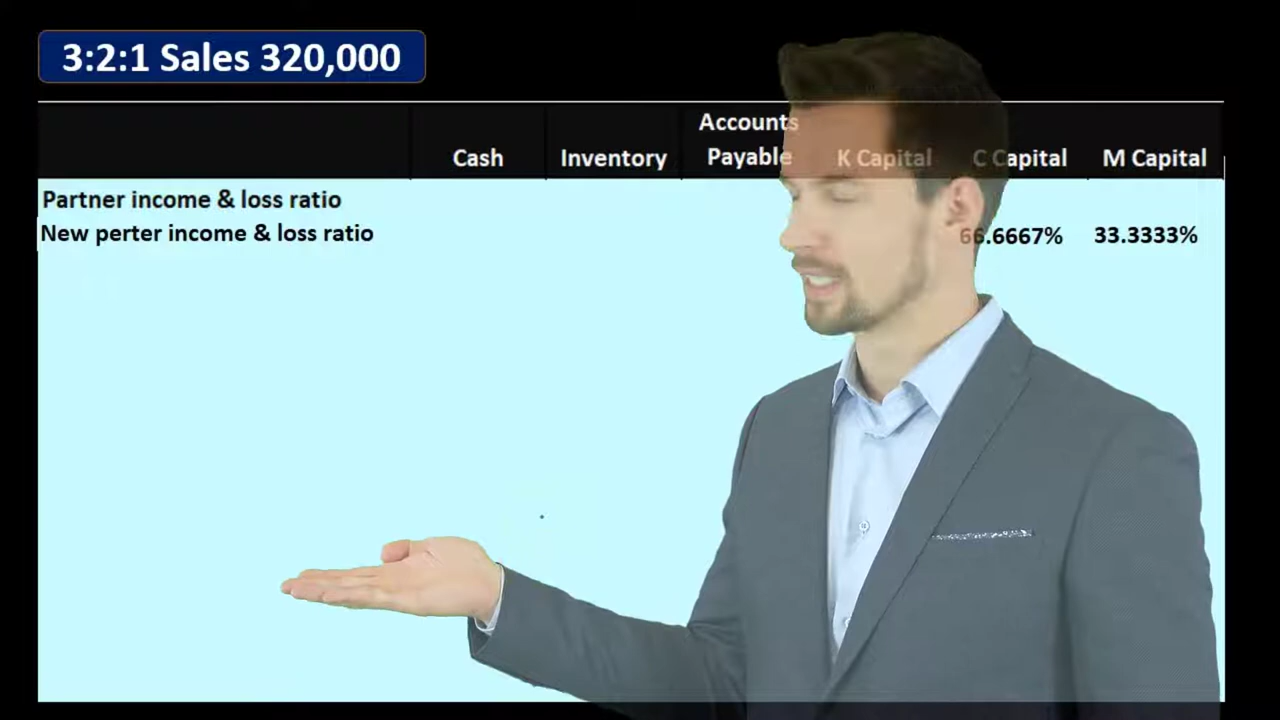 3:2:1 Sales 320,000
Cash Inventory Accounts Payable K Capital C Capital M Capital
Partner income & loss ratio
New perter income & loss ratio 66.6667% 33.3333%